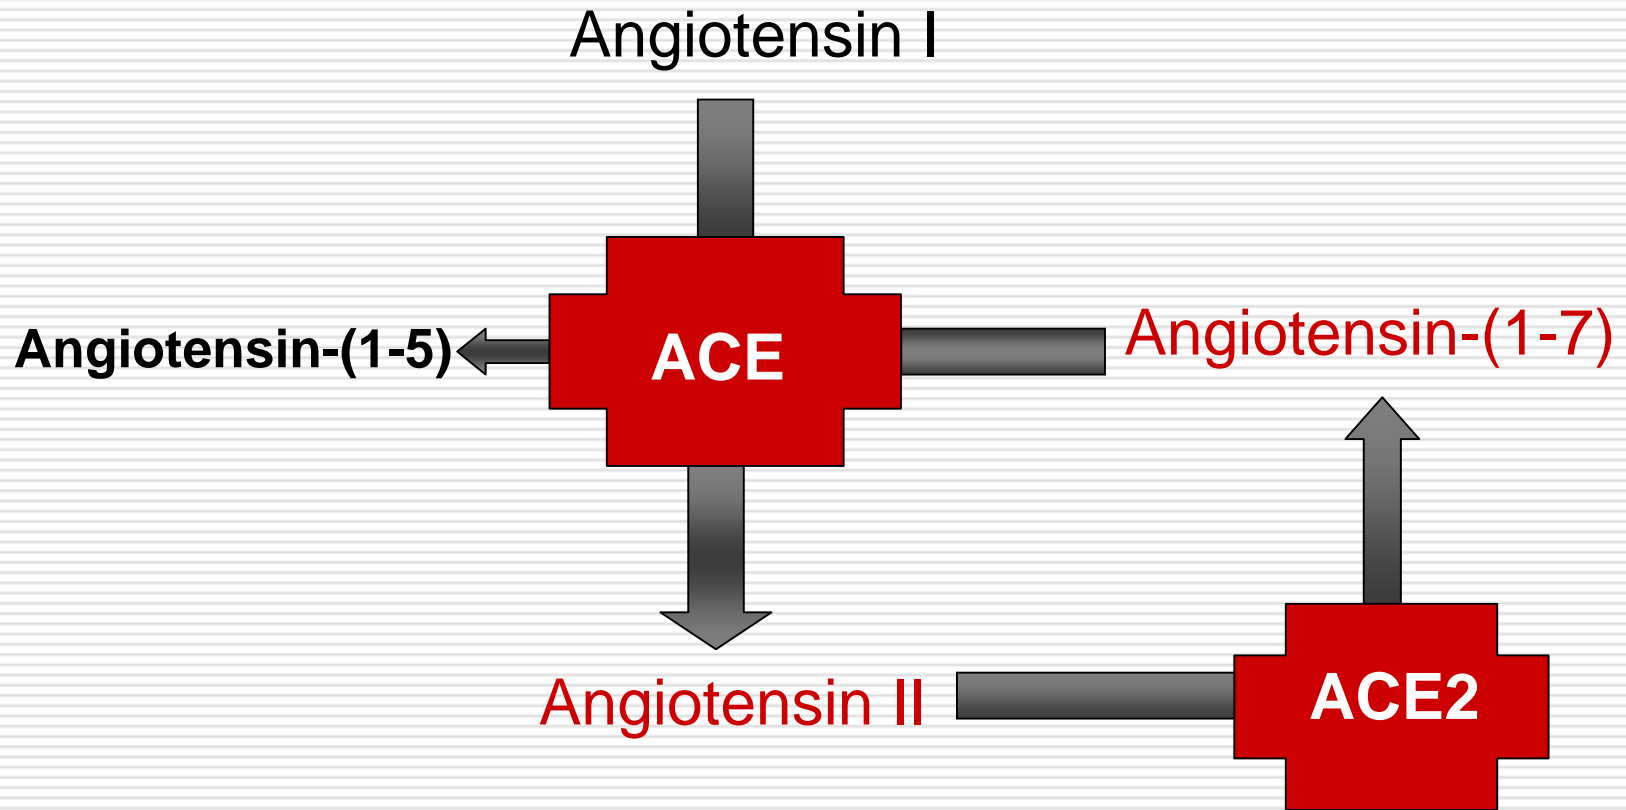 Angiotensin I
Angiotensin-(1-5)
ACE
Angiotensin-(1-7)
Angiotensin II
ACE2